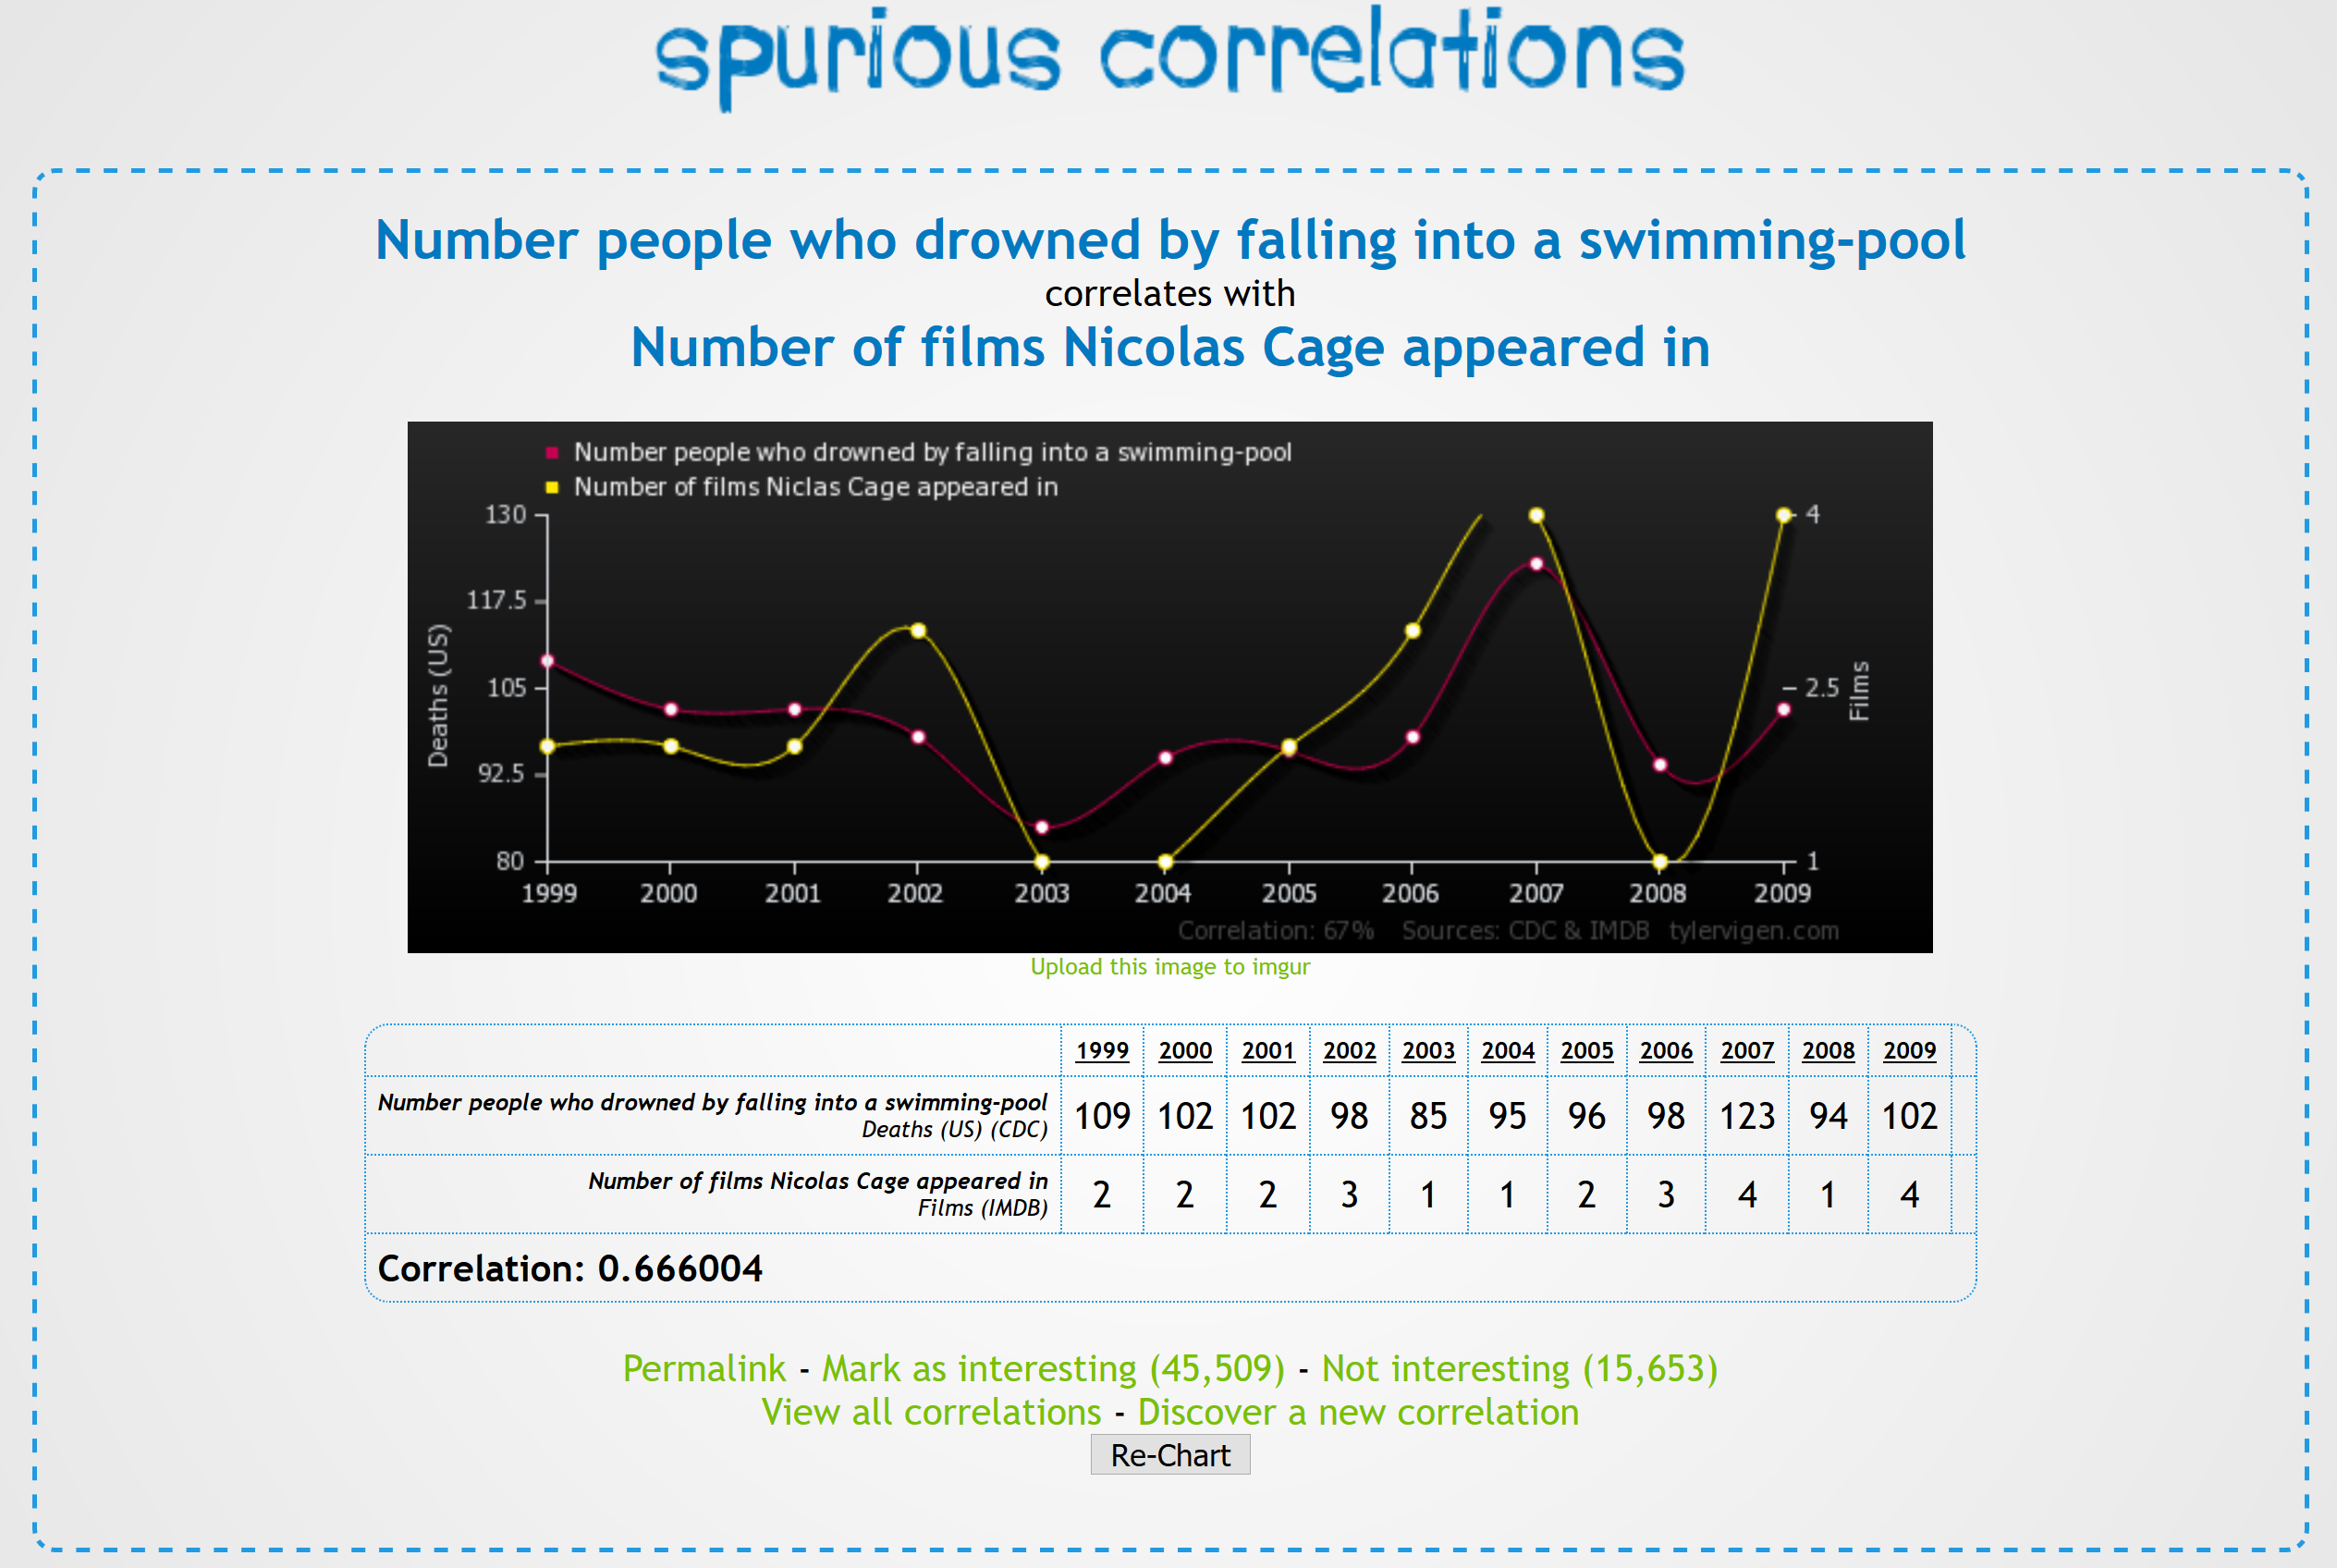 spurious correlations
Number people who drowned by falling into a swimming-pool
correlates with
Number of films Nicolas Cage appeared in
Number people who drowned by falling into a swimming-pool
Number of films Niclas Cage appeared in
130
117.5
105
92.5
80
Deaths (US)
4
2.5
1
Films
1999 2000 2001 2002 2003 2004 2005 2006 2007 2008 2009
Correlation: 67% Sources: CDC & IMDB tylervigen.com
Upload this image to imgur
1999 2000 2001 2002 2003 2004 2005 2006 2007 2008 2009
Number people who drowned by falling into a swimming-pool
Deaths (US) (CDC)
109 102 102 98 85 95 96 98 123 94 102
Number of films Nicolas Cage appeared in
Films (IMDB)
2 2 2 3 1 1 2 3 4 1 4
Correlation: 0.666004
Permalink - Mark as interesting (45,509) - Not interesting (15,653)
View all correlations - Discover a new correlation
Re-Chart